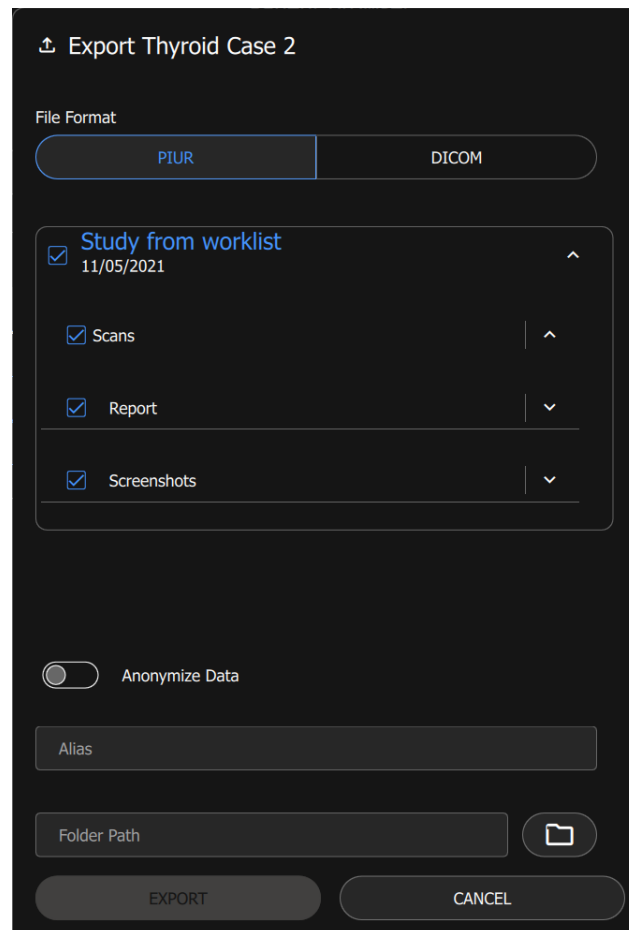 Export Thyroid Case 2
File Format
PIUR DICOM
Study from worklist
11/05/2021
Scans
Report
Screenshots
Anonymize Data
Alias
Folder Path
EXPORT CANCEL